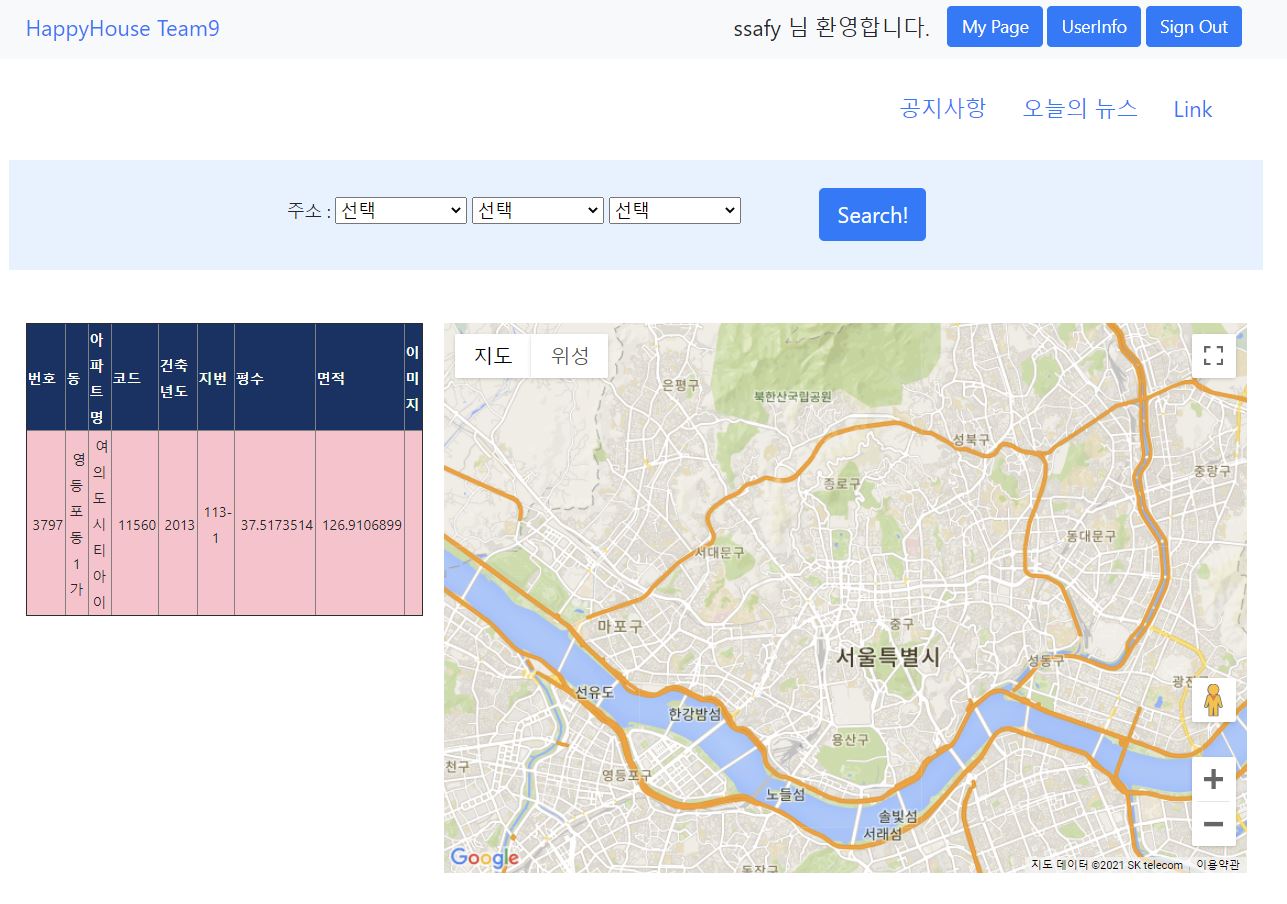 HappyHouse Team9
ssafy 님 환영합니다.
My Page
UserInfo
Sign Out
공지사항
오늘의 뉴스
Link
주소 :
선택
선택
선택
Search!
번호
동
아
파
트
명
코드
건축
년도
지번
평수
면적
이
미
지
3797
영
등
포
동
1
가
여
의
도
시
티
아
이
11560
2013
113-
1
37.5173514
126.9106899
지도
위성
은평구
북한산국립공원
성북구
중랑구
종로구
동대문구
서대문구
중구
마포구
서울특별시
성동구
광진
선유도
한강밤섬
용산구
천구
영등포구
노들섬
솔빛섬
서래섬
동작구
Google
지도 데이터 ©2021 SK telecom
이용약관